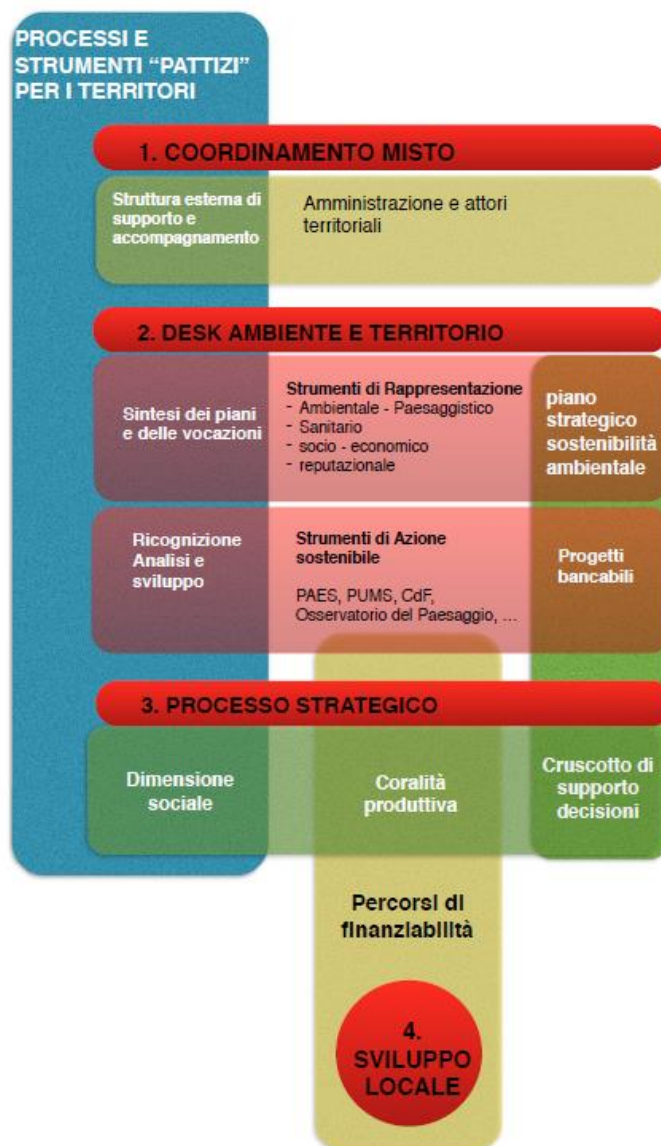 PROCESSI E
STRUMENTI “PATTIZI”
PER I TERRITORI
1. COORDINAMENTO MISTO
Struttura esterna di
supporto e
accompagnamento
Amministrazione e attori
territoriali
2. DESK AMBIENTE E TERRITORIO
Sintesi dei piani
e delle vocazioni
Strumenti di Rappresentazione
- Ambientale - Paesaggistico
- Sanitario
- socio - economico
- reputazionale
piano
strategico
sostenibilità
ambientale
Ricognizione
Analisi e
sviluppo
Strumenti di Azione
sostenibile
PAES, PUMS, CdF,
Osservatorio del Paesaggio, ...
Progetti
bancabili
3. PROCESSO STRATEGICO
Dimensione
sociale
Coralità
produttiva
Cruscotto di
supporto
decisioni
Percorsi di
finanziabilità
4.
SVILUPPO
LOCALE